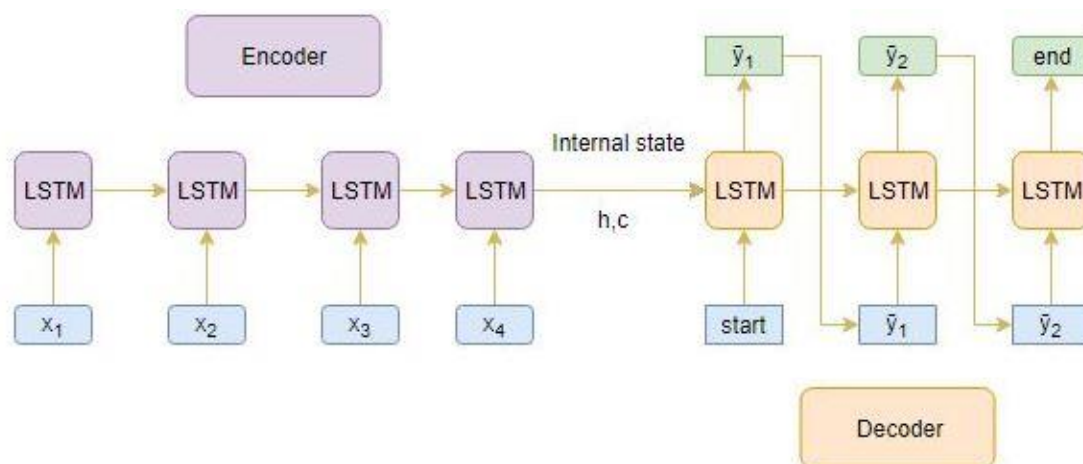 Encoder
ȳ₁ ȳ₂ end
Internal state
LSTM LSTM LSTM LSTM LSTM LSTM LSTM
h,c
x₁ x₂ x₃ x₄ start ȳ₁ ȳ₂
Decoder